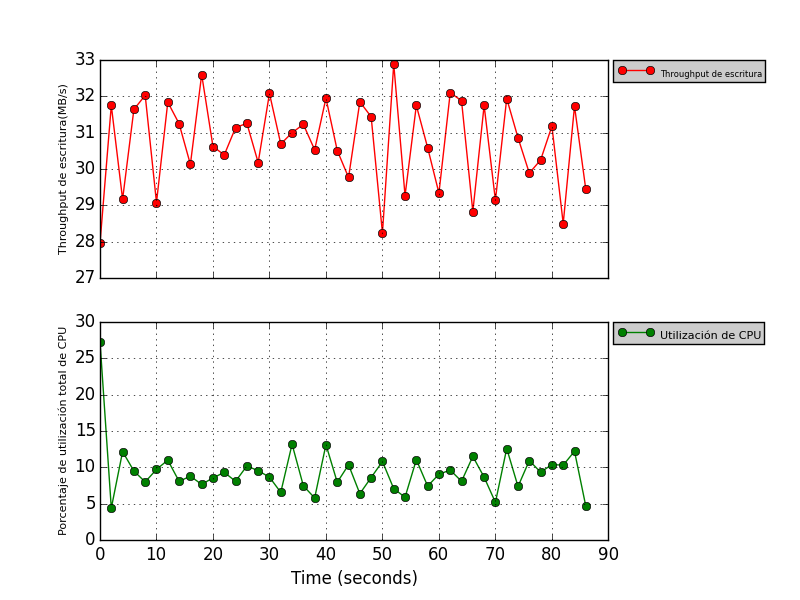 33
32
31
30
29
28
27
Throughput de escritura(MB/s)
Throughput de escritura
30
25
20
15
10
5
0
Porcentaje de utilización total de CPU
Utilización de CPU
0 10 20 30 40 50 60 70 80 90
Time (seconds)